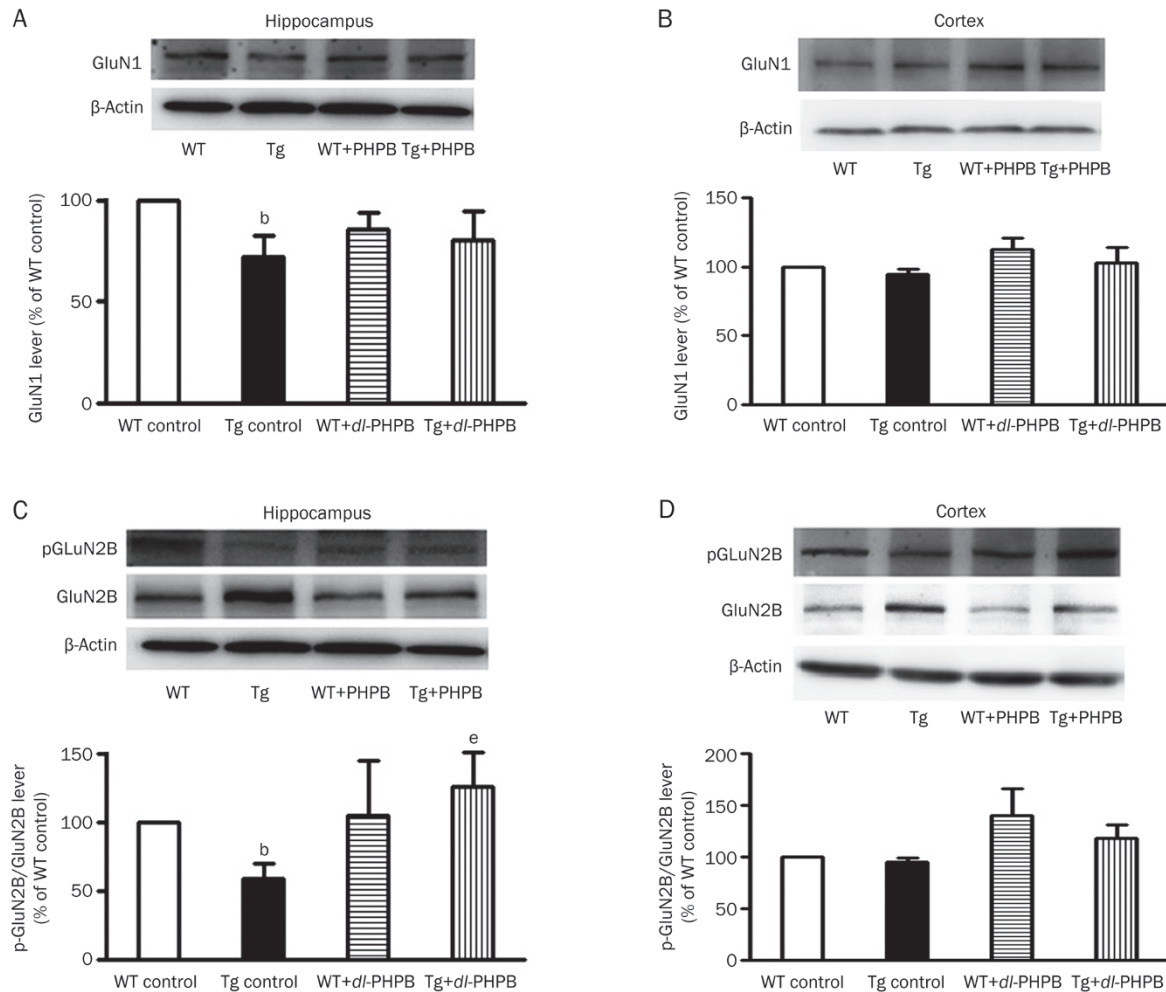 A
Hippocampus
GluN1
β-Actin
WT Tg WT+PHPB Tg+PHPB
GluN1 lever (% of WT control)
100
50
0
b
WT control Tg control WT+dl-PHPB Tg+dl-PHPB
B
Cortex
GluN1
β-Actin
WT Tg WT+PHPB Tg+PHPB
GluN1 lever (% of WT control)
150
100
50
0
WT control Tg control WT+dl-PHPB Tg+dl-PHPB
C
Hippocampus
pGLuN2B
GluN2B
β-Actin
WT Tg WT+PHPB Tg+PHPB
p-GluN2B/GluN2B lever
(% of WT control)
150
100
50
0
b
e
WT control Tg control WT+dl-PHPB Tg+dl-PHPB
D
Cortex
pGLuN2B
GluN2B
β-Actin
WT Tg WT+PHPB Tg+PHPB
p-GluN2B/GluN2B lever
(% of WT control)
200
150
100
50
0
WT control Tg control WT+dl-PHPB Tg+dl-PHPB